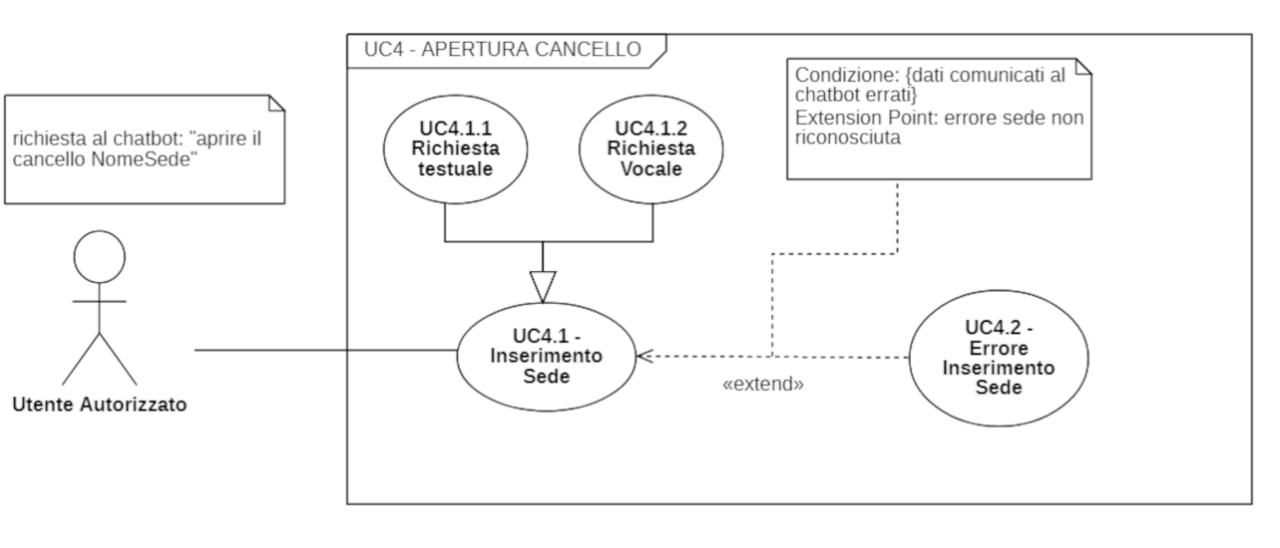 UC4 - APERTURA CANCELLO
richiesta al chatbot: "aprire il
cancello NomeSede"
UC4.1.1
Richiesta
testuale
UC4.1.2
Richiesta
Vocale
Condizione: {dati comunicati al
chatbot errati}
Extension Point: errore sede non
riconosciuta
Utente Autorizzato
UC4.1 -
Inserimento
Sede
«extend»
UC4.2 -
Errore
Inserimento
Sede